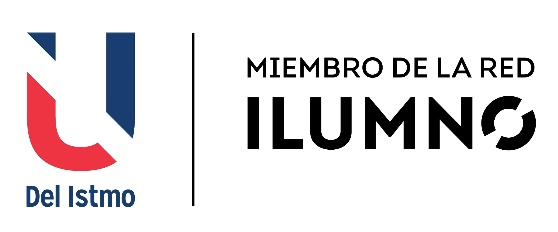 U
Del Istmo
MIEMBRO DE LA RED
ILUMNO